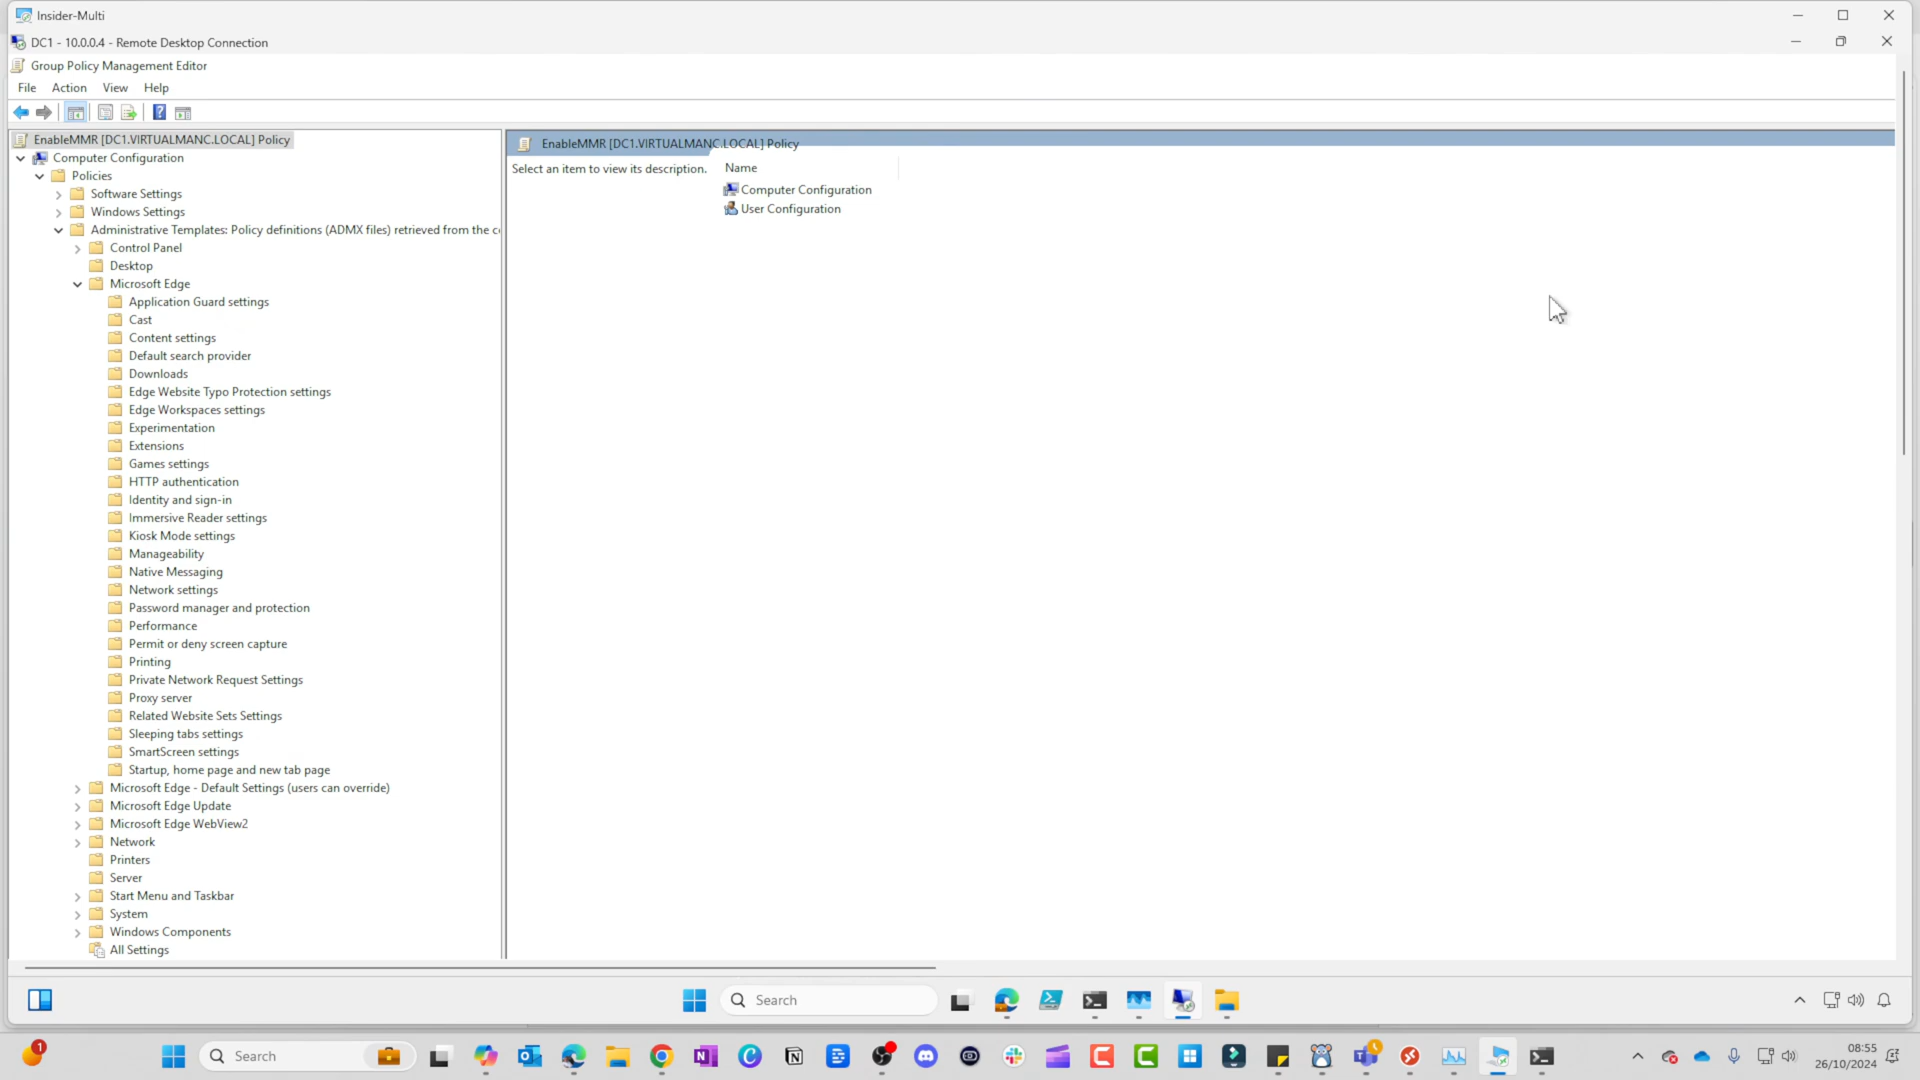 Insider-Multi
DC1 - 10.0.0.4 - Remote Desktop Connection
Group Policy Management Editor
File Action View Help
EnableMMR [DC1.VIRTUALMANC.LOCAL] Policy
Computer Configuration
Policies
Software Settings
Windows Settings
Administrative Templates: Policy definitions (ADMX files) retrieved from the c
Control Panel
Desktop
Microsoft Edge
Application Guard settings
Cast
Content settings
Default search provider
Downloads
Edge Website Typo Protection settings
Edge Workspaces settings
Experimentation
Extensions
Games settings
HTTP authentication
Identity and sign-in
Immersive Reader settings
Kiosk Mode settings
Manageability
Native Messaging
Network settings
Password manager and protection
Performance
Permit or deny screen capture
Printing
Private Network Request Settings
Proxy server
Related Website Sets Settings
Sleeping tabs settings
SmartScreen settings
Startup, home page and new tab page
Microsoft Edge - Default Settings (users can override)
Microsoft Edge Update
Microsoft Edge WebView2
Network
Printers
Server
Start Menu and Taskbar
System
Windows Components
All Settings
EnableMMR [DC1.VIRTUALMANC.LOCAL] Policy
Select an item to view its description.
Name
Computer Configuration
User Configuration
Search
1
Search
08:55
26/10/2024